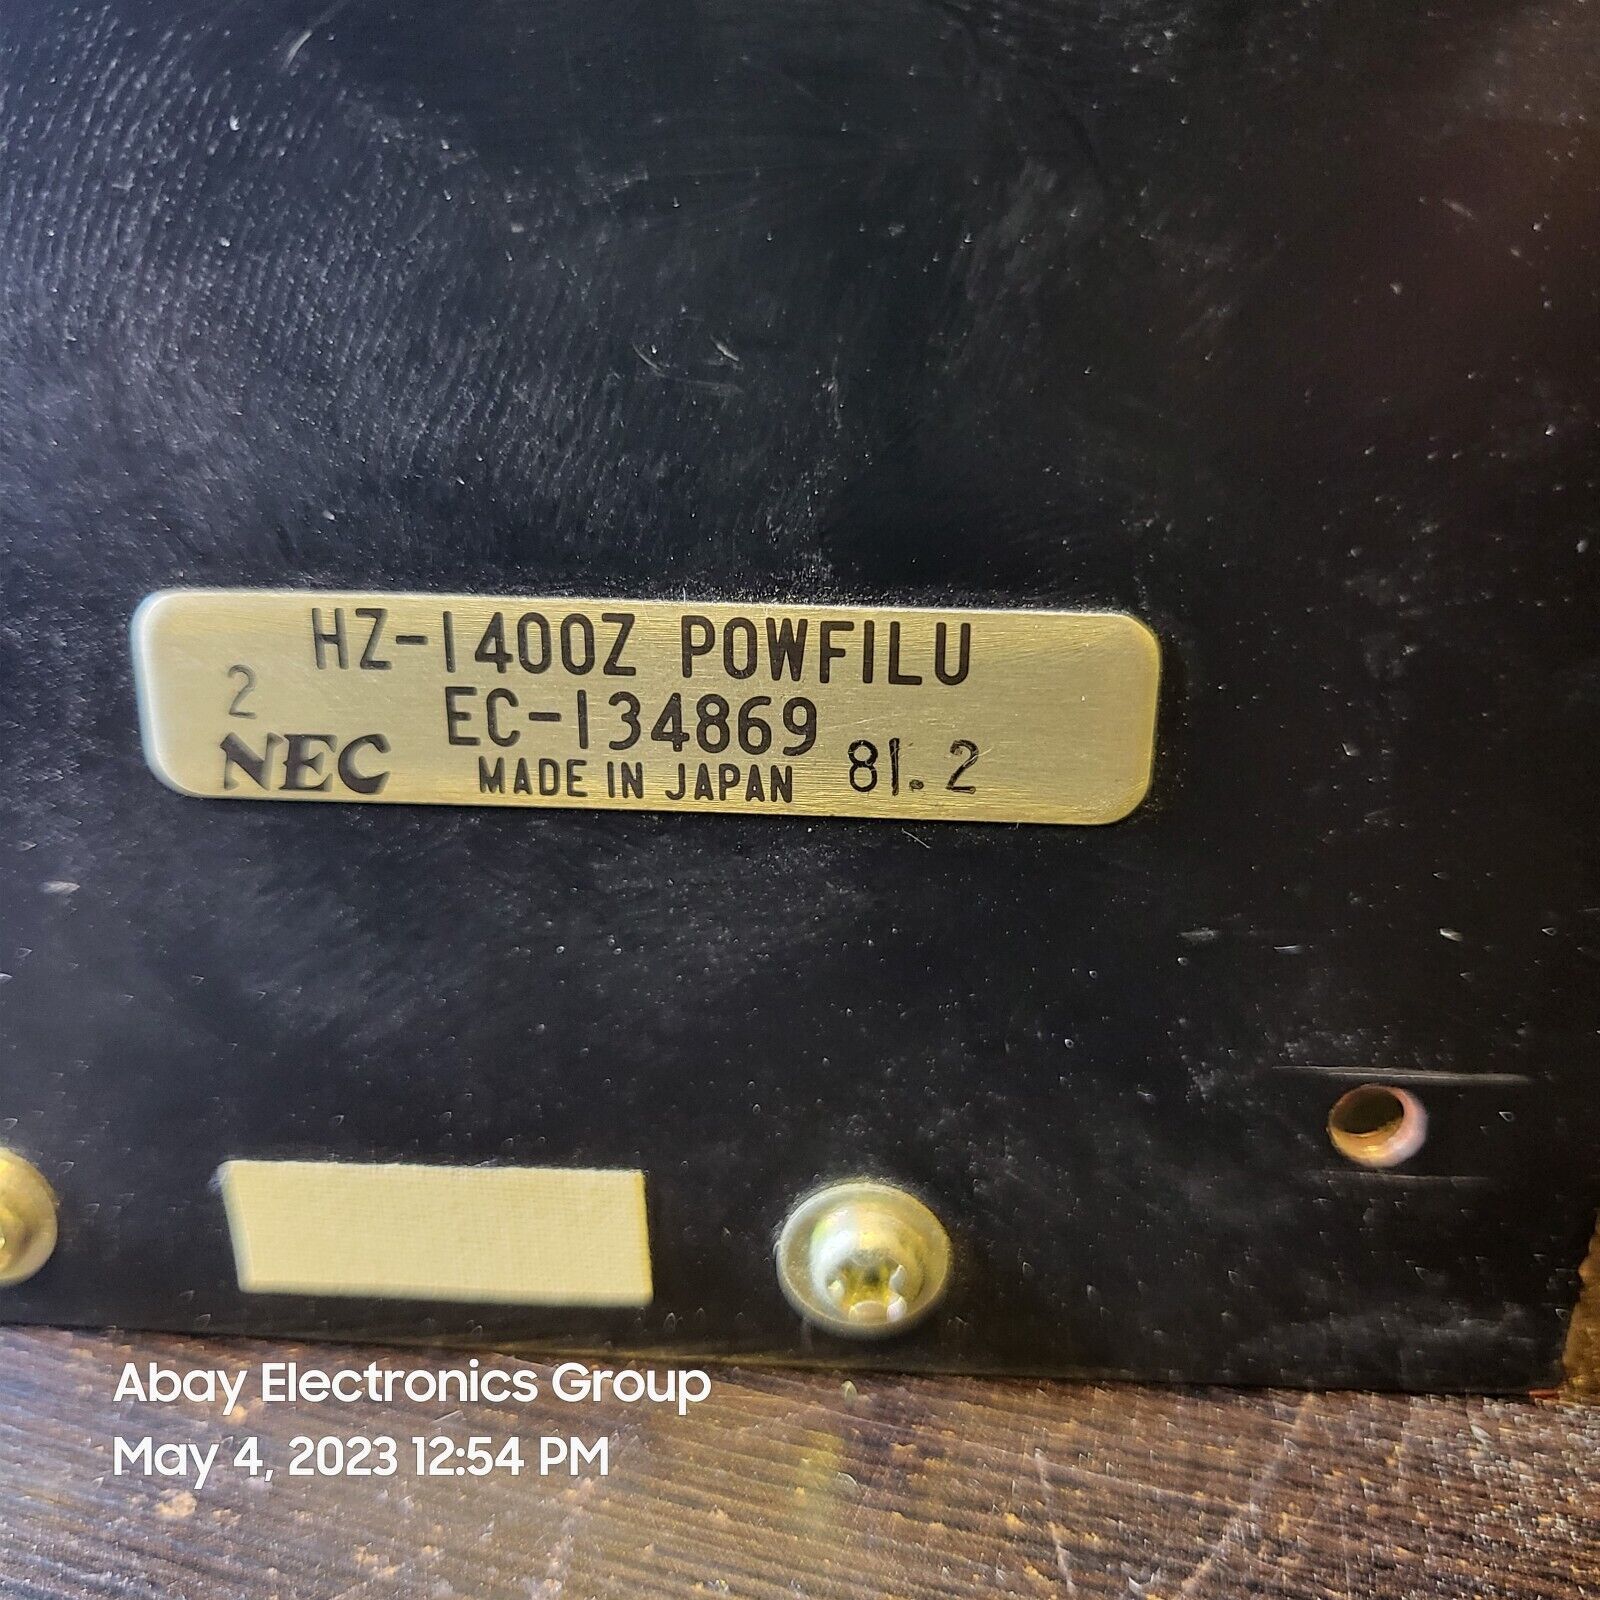 HZ-1400Z POWFILU
2
EC-134869
NEC
MADE IN JAPAN 81.2
Abay Electronics Group
May 4, 2023 12:54 PM